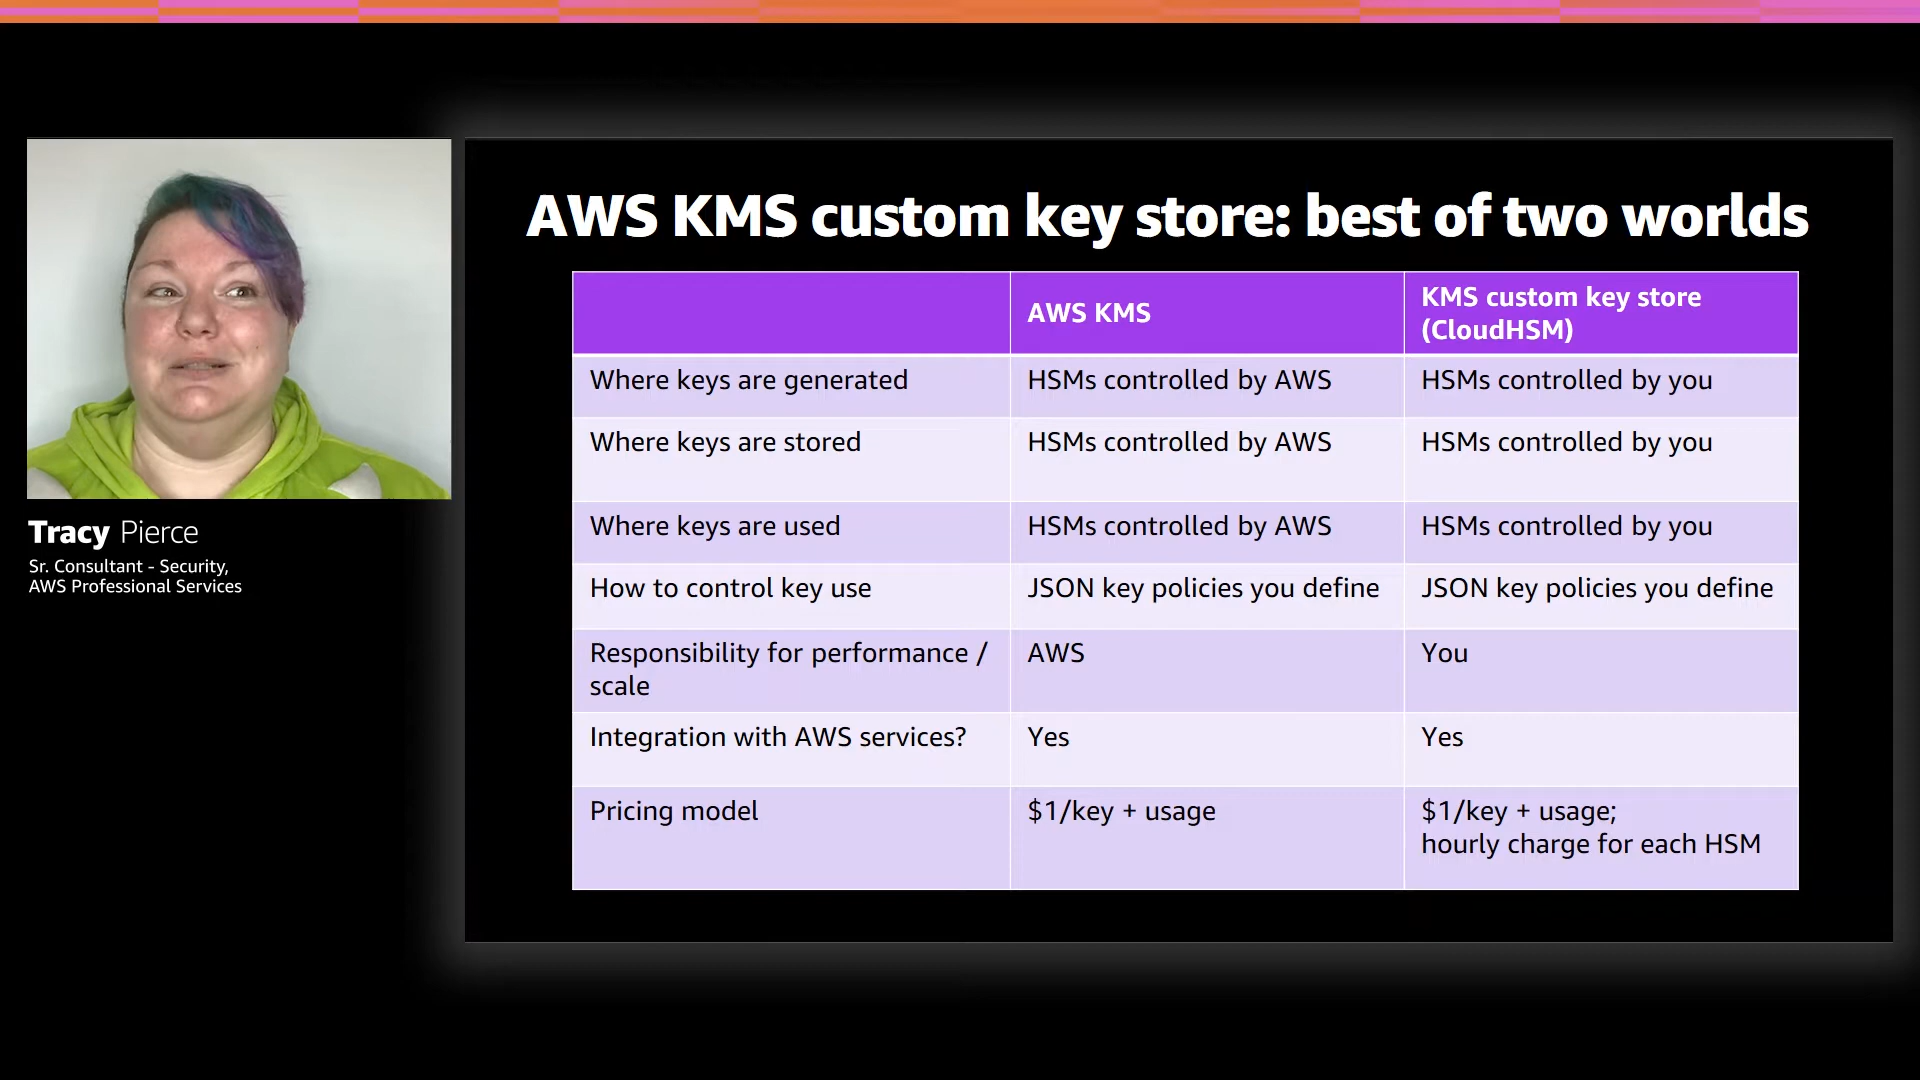 AWS KMS custom key store: best of two worlds
AWS KMS
KMS custom key store
(CloudHSM)
Where keys are generated
HSMs controlled by AWS
HSMs controlled by you
Where keys are stored
HSMs controlled by AWS
HSMs controlled by you
Where keys are used
HSMs controlled by AWS
HSMs controlled by you
How to control key use
JSON key policies you define
JSON key policies you define
Responsibility for performance /
scale
AWS
You
Integration with AWS services?
Yes
Yes
Pricing model
$1/key + usage
$1/key + usage;
hourly charge for each HSM
Tracy Pierce
Sr. Consultant - Security,
AWS Professional Services